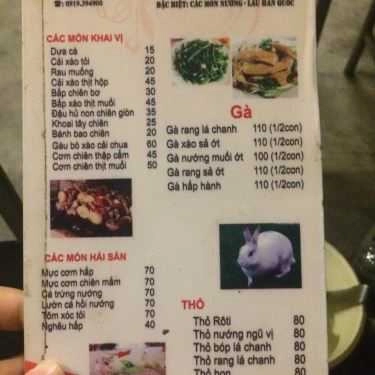 ☎: 0919.394905
ĐẶC BIỆT: CÁC MÓN NƯỚNG - LẨU HÀN QUỐC
CÁC MÓN KHAI VỊ
Dưa cà 15
Cải xào tỏi 20
Rau muống 20
Cải xào thịt hộp 45
Bắp chiên bơ 30
Bắp xào thịt muối 45
Đậu hủ non chiên giòn 35
Khoai tây chiên 25
Bánh bao chiên 20
Gàu bò xào cải chua 60
Cơm chiên thập cẩm 45
Cơm chiên thịt muối 50
CÁC MÓN HẢI SẢN
Mực cơm hấp 70
Mực cơm chiên mắm 70
Cá trứng nướng 70
Lườn cá hồi nướng 70
Tôm xóc tỏi 70
Nghêu hấp 40
Gà
Gà rang lá chanh 110 (1/2con)
Gà xào sả ớt 110 (1/2con)
Gà nướng muối ớt 100 (1/2con)
Gà rang sả ớt 110 (1/2con)
Gà hấp hành 110 (1/2con)
THỎ
Thỏ Rôti 80
Thỏ nướng ngũ vị 80
Thỏ bóp lá chanh 80
Thỏ rang lá chanh 80
Thỏ 80